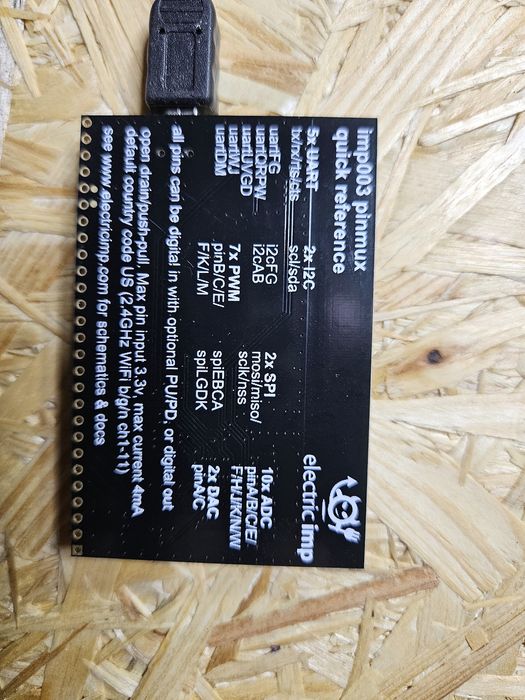 imp003 pinmux
quick reference
electric imp
5x UART
tx/rx/rts/cts
uartFG
uartQRPW
uartUVGD
uartWJ
uartDM
2x I2C
scl/sda
i2cFG
i2cAB
7x PWM
pinB/C/E/
F/K/L/M
2x SPI
mosi/miso/
sclk/nss
spiEBCA
spiLGDK
10x ADC
pinA/B/C/E/
F/H/J/K/N/W
2x DAC
pinA/C
all pins can be digital in with optional PU/PD, or digital out
open drain/push-pull. Max pin input 3.3v, max current 4mA
default country code US (2.4GHz WiFi b/g/n ch1-11)
see www.electricimp.com for schematics & docs